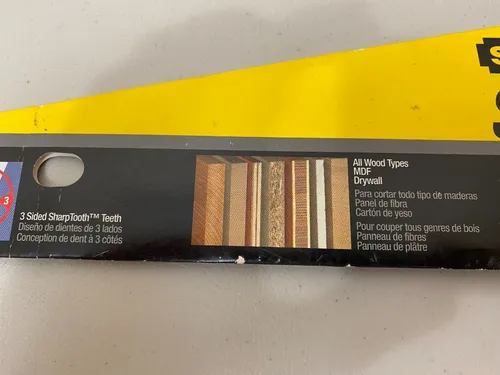 S
S
3
3 Sided SharpTooth™ Teeth
Diseño de dientes de 3 lados
Conception de dent à 3 côtés
All Wood Types
MDF
Drywall
Para cortar todo tipo de maderas
Panel de fibra
Cartón de yeso
Pour couper tous genres de bois
Panneau de fibres
Panneau de plâtre